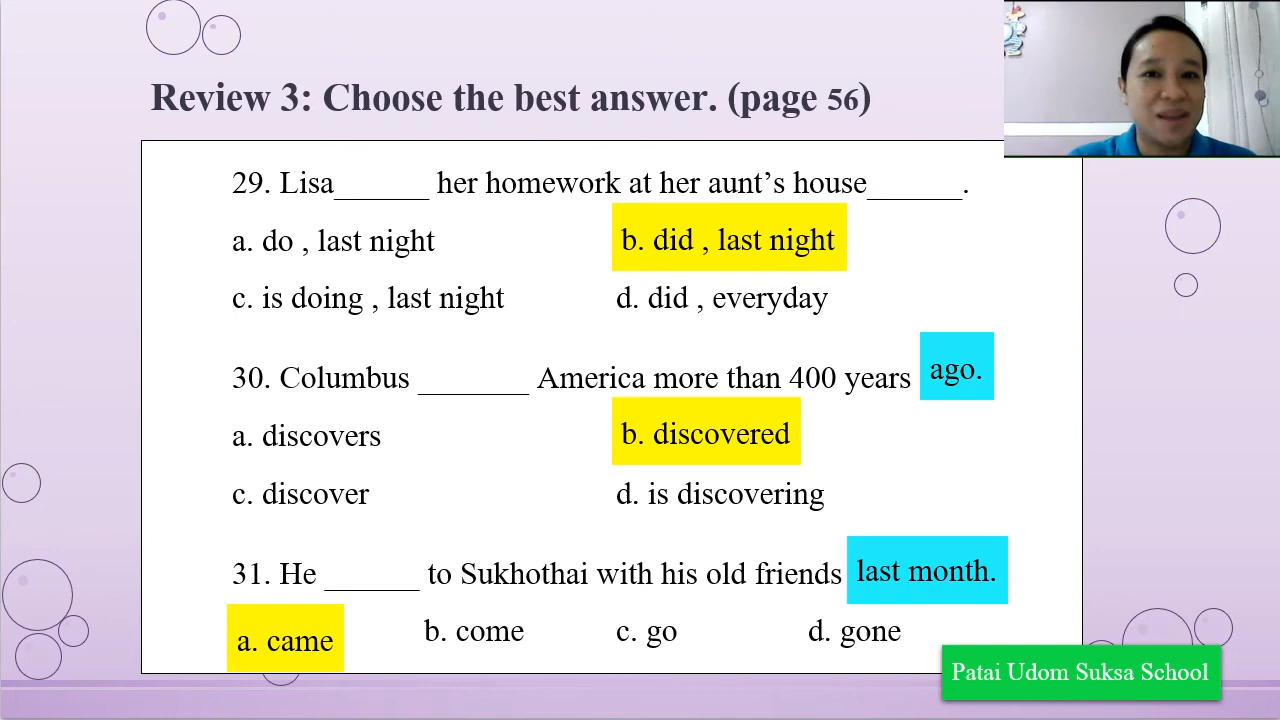 Review 3: Choose the best answer. (page 56)
29. Lisa______ her homework at her aunt’s house______.
a. do , last night b. did , last night
c. is doing , last night d. did , everyday
30. Columbus _______ America more than 400 years ago.
a. discovers b. discovered
c. discover d. is discovering
31. He ______ to Sukhothai with his old friends last month.
a. came b. come c. go d. gone
Patai Udom Suksa School